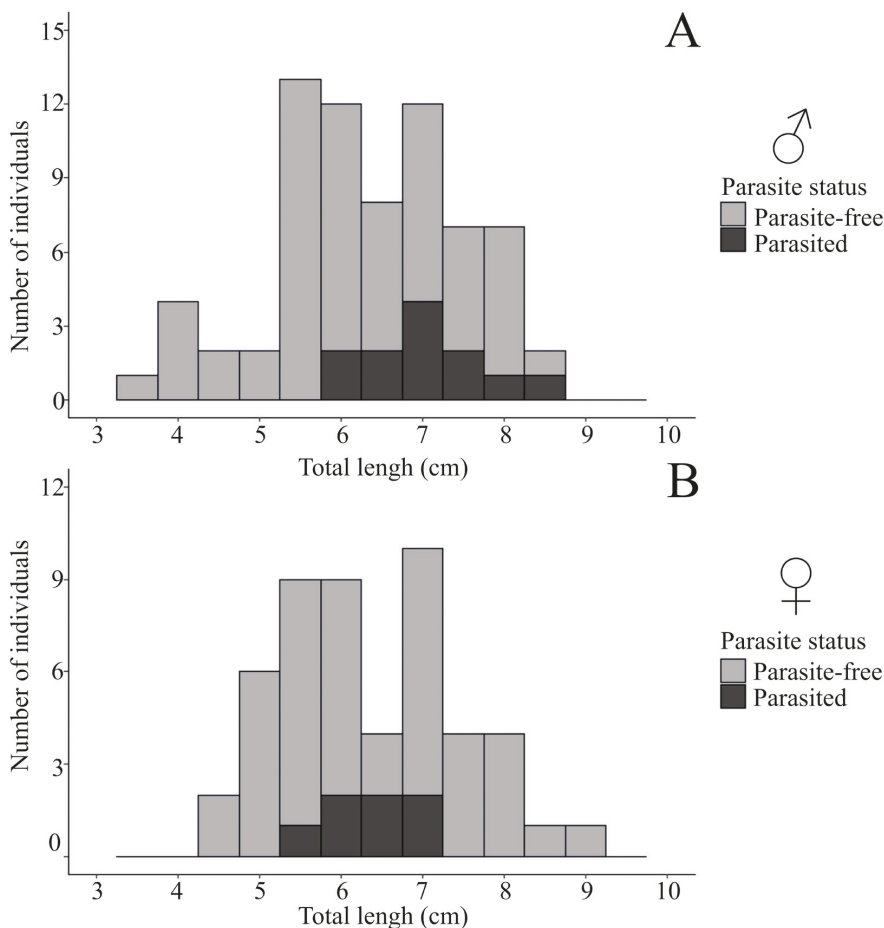 A
15
12
9
6
3
0
Number of individuals
3 4 5 6 7 8 9 10
Total lengh (cm)
Parasite status
Parasite-free
Parasited
B
12
9
6
3
0
Number of individuals
3 4 5 6 7 8 9 10
Total lengh (cm)
Parasite status
Parasite-free
Parasited